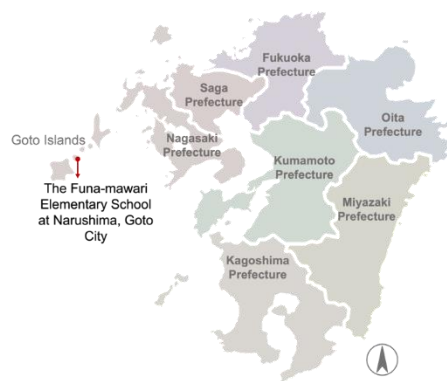 Fukuoka
Prefecture
Saga
Prefecture
Oita
Prefecture
Goto Islands
Nagasaki
Prefecture
Kumamoto
Prefecture
The Funa-mawari
Elementary School
at Narushima, Goto
City
Miyazaki
Prefecture
Kagoshima
Prefecture